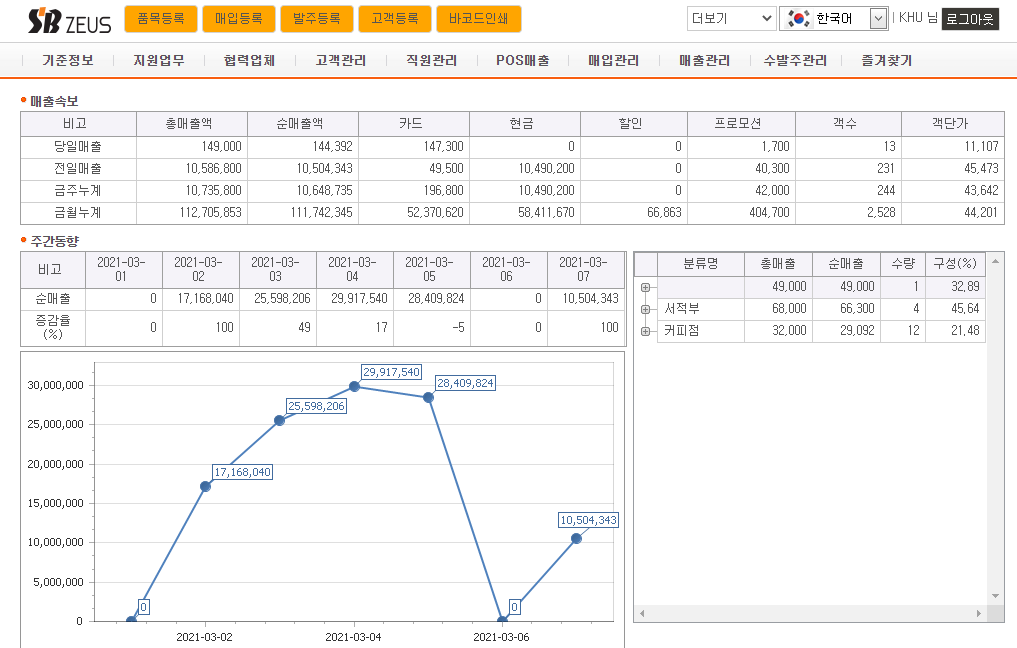 SB ZEUS 품목등록 매입등록 발주등록 고객등록 바코드인쇄 더보기 한국어 KHU 님 로그아웃
기준정보 지원업무 협력업체 고객관리 직원관리 POS매출 매입관리 매출관리 수발주관리 즐겨찾기
매출속보
비고 총매출액 순매출액 카드 현금 할인 프로모션 객수 객단가
당일매출 149,000 144,392 147,300 0 0 1,700 13 11,107
전일매출 10,586,800 10,504,343 49,500 10,490,200 0 40,300 231 45,473
금주누계 10,735,800 10,648,735 196,800 10,490,200 0 42,000 244 43,642
금월누계 112,705,853 111,742,345 52,370,620 58,411,670 66,863 404,700 2,528 44,201
주간동향
비고 2021-03-01 2021-03-02 2021-03-03 2021-03-04 2021-03-05 2021-03-06 2021-03-07
순매출 0 17,168,040 25,598,206 29,917,540 28,409,824 0 10,504,343
증감율 (%) 0 100 49 17 -5 0 100
분류명 총매출 순매출 수량 구성(%)
49,000 49,000 1 32,89
서적부 68,000 66,300 4 45,64
커피점 32,000 29,092 12 21,48
29,917,540
30,000,000
28,409,824
25,598,206
25,000,000
20,000,000
17,168,040
15,000,000
10,504,343
10,000,000
5,000,000
0 0
0
2021-03-02 2021-03-04 2021-03-06